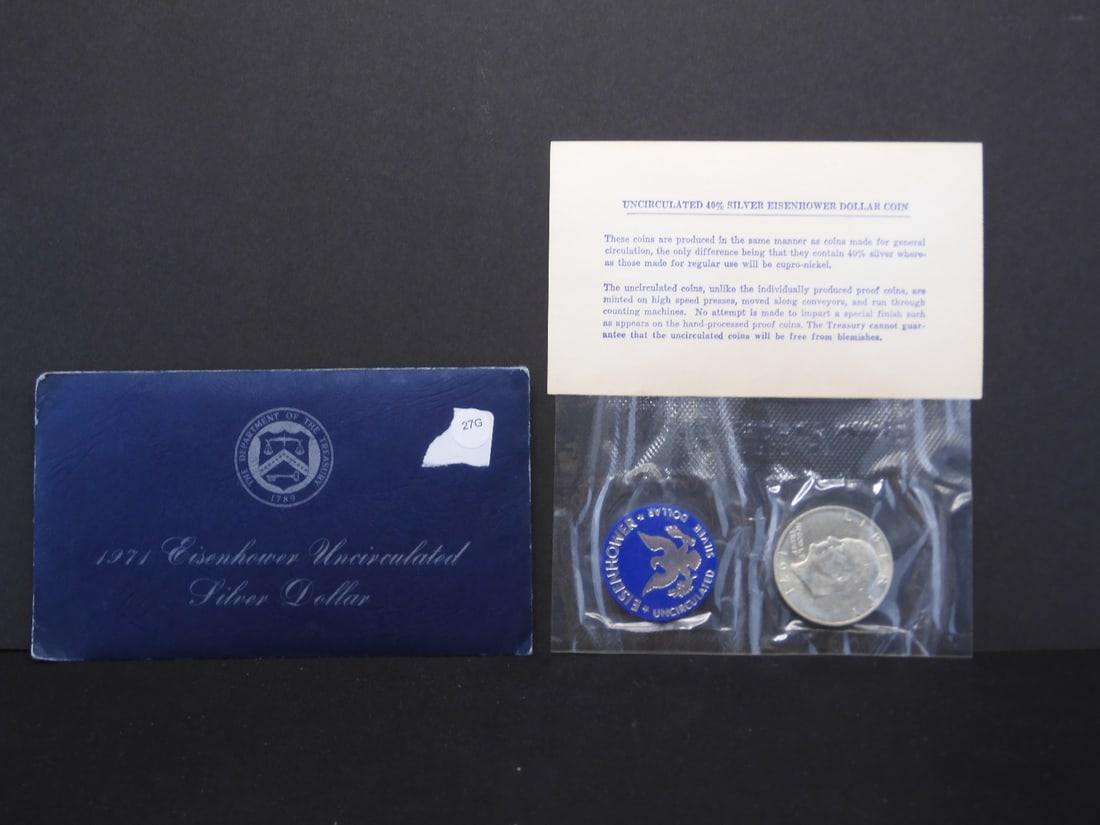 THE DEPARTMENT OF THE TREASURY
1789
27G
1971 Eisenhower Uncirculated
Silver Dollar
UNCIRCULATED 40% SILVER EISENHOWER DOLLAR COIN
These coins are produced in the same manner as coins made for general
circulation, the only difference being that they contain 40% silver where-
as those made for regular use will be cupro-nickel.
The uncirculated coins, unlike the individually produced proof coins, are
minted on high speed presses, moved along conveyors, and run through
counting machines. No attempt is made to impart a special finish such
as appears on the hand-processed proof coins. The Treasury cannot guar-
antee that the uncirculated coins will be free from blemishes.
EISENHOWER
UNCIRCULATED
SILVER DOLLAR
LIBERTY
1971